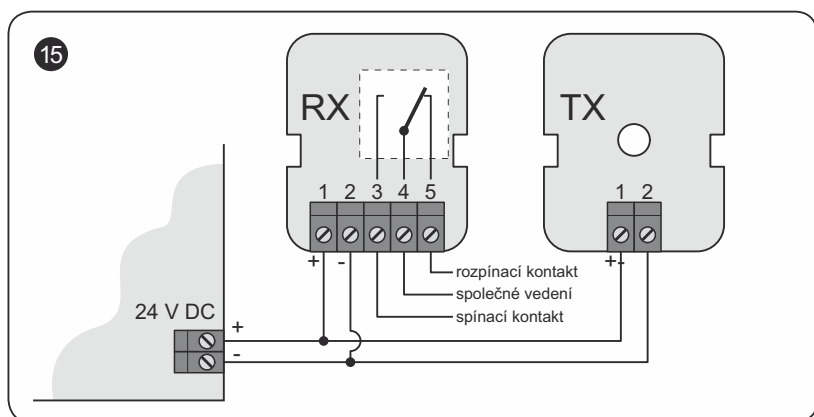 15
RX
TX
1 2 3 4 5
1 2
+ -
+-
rozpínací kontakt
společné vedení
spínací kontakt
24 V DC
+
-